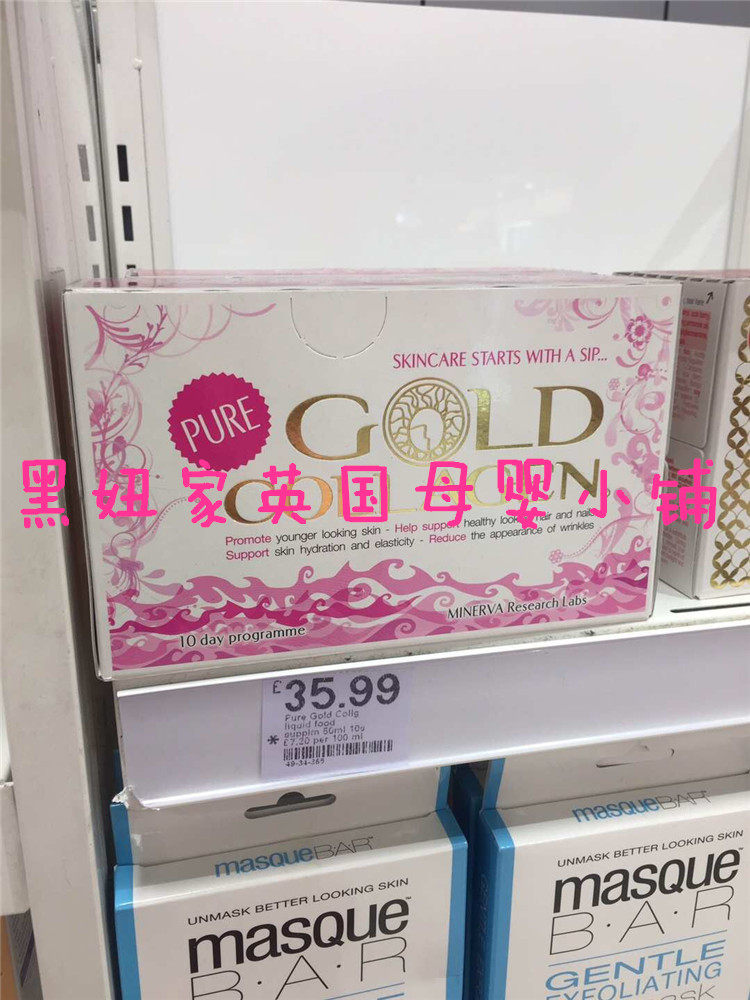 SKINCARE STARTS WITH A SIP...
PURE
GOLD
COLLAGEN
黑妞家英国母婴小铺
Promote younger looking skin - Help support healthy looking hair and nails
Support skin hydration and elasticity - Reduce the appearance of wrinkles
MINERVA Research Labs
10 day programme
£35.99
Pure Gold Collg
liquid food
* £7.20 per 100 ml
masqueBAR
UNMASK BETTER LOOKING SKIN
masque
B·A·R
masqueBAR
UNMASK BETTER LOOKING SKIN
masque
B·A·R
GENTLE
EXFOLIATING